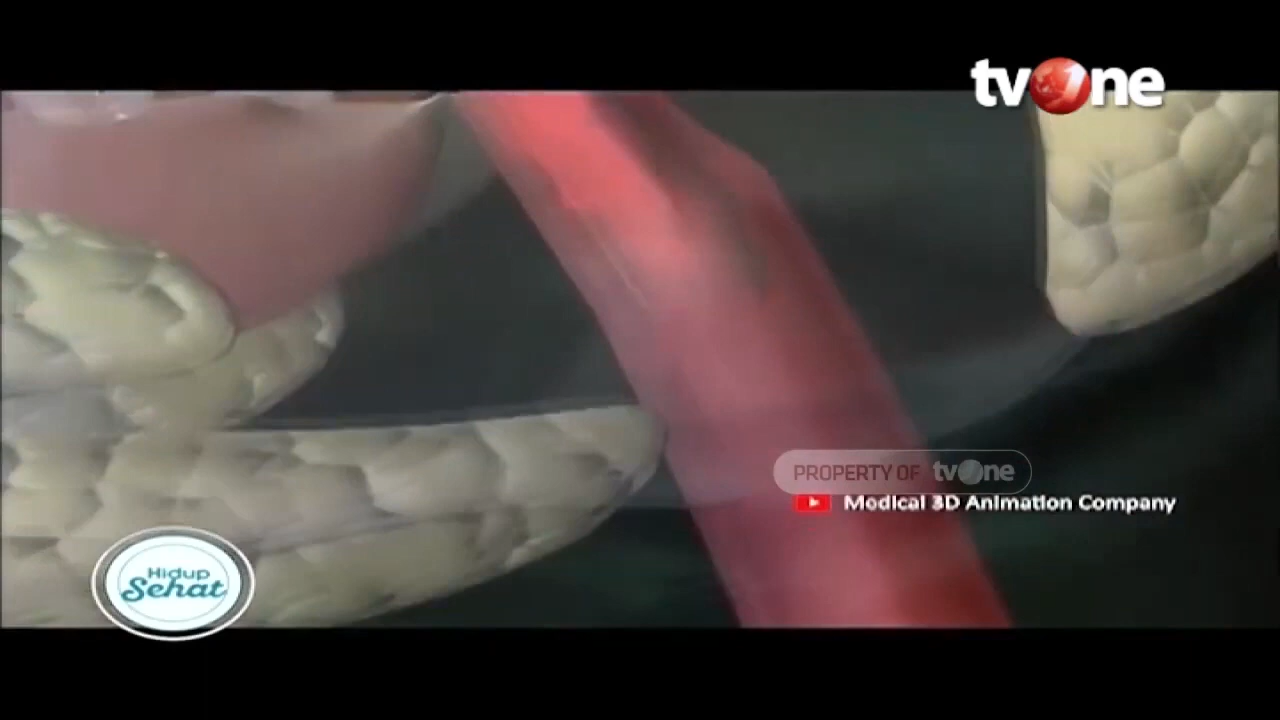 tvOne
PROPERTY OF tvOne
Medical 3D Animation Company
Hidup
Sehat